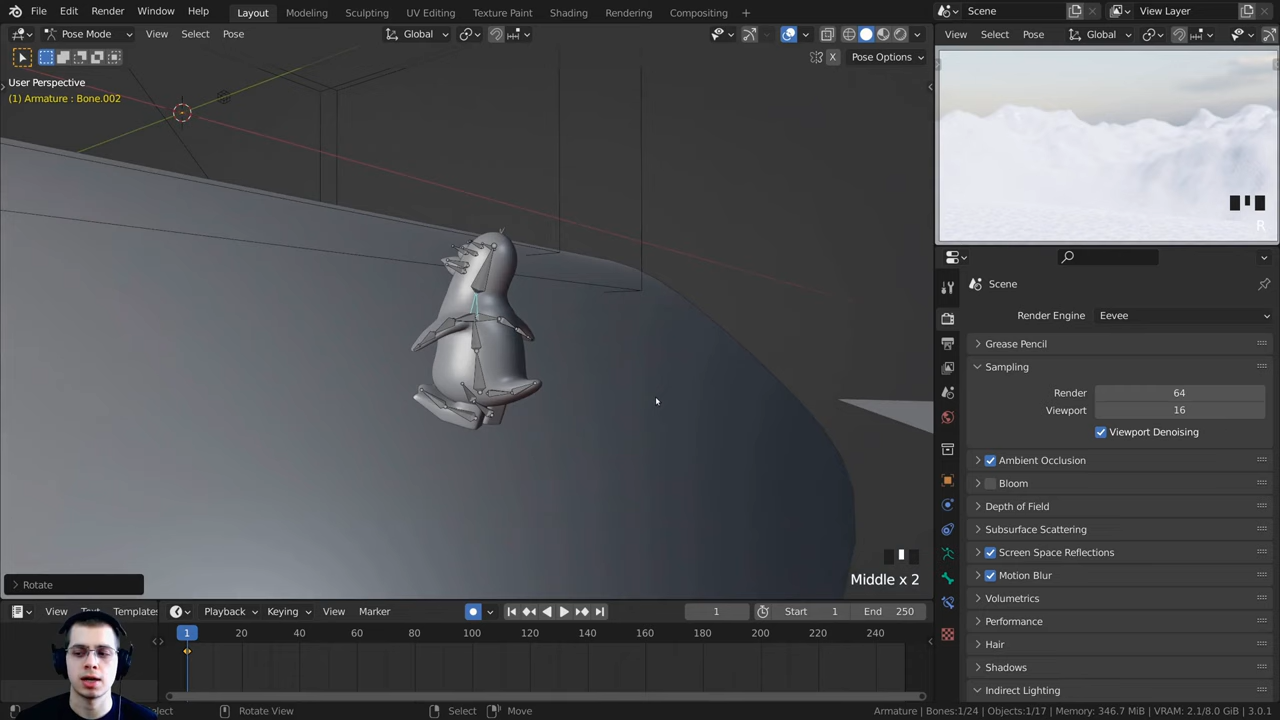 File Edit Render Window Help Layout Modeling Sculpting UV Editing Texture Paint Shading Rendering Compositing + Scene View Layer
Pose Mode View Select Pose Global View Select Pose Global
X Pose Options
User Perspective
(1) Armature : Bone.002
R
Scene
Render Engine Eevee
Grease Pencil
Sampling
Render 64
Viewport 16
Viewport Denoising
Ambient Occlusion
Bloom
Depth of Field
Subsurface Scattering
Screen Space Reflections
Motion Blur
Volumetrics
Performance
Hair
Shadows
Indirect Lighting
Middle x 2
Rotate
View Text Templates Playback Keying View Marker 1 Start 1 End 250
1 20 40 60 80 100 120 140 160 180 200 220 240
Select Rotate View Select Move Armature | Bones:1/24 | Objects:1/17 | Memory: 346.7 MiB | VRAM: 2.1/8.0 GiB | 3.0.1